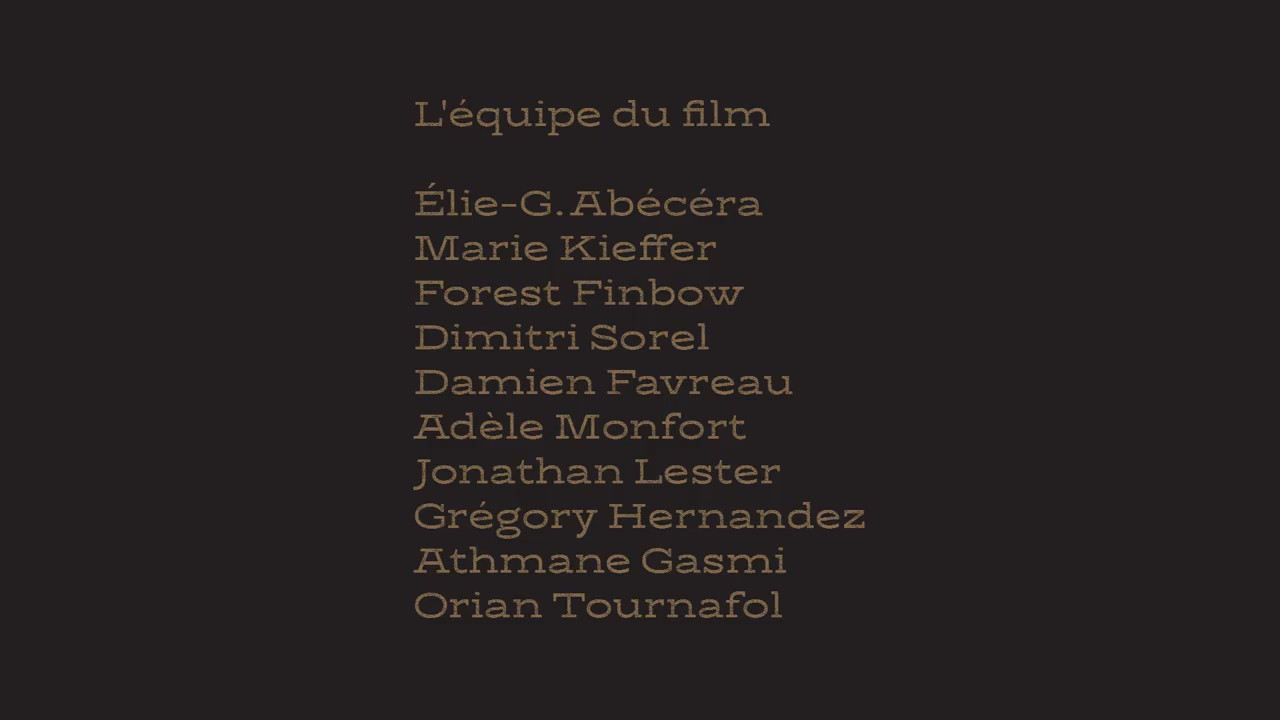 L'équipe du film
Élie-G. Abécéra
Marie Kieffer
Forest Finbow
Dimitri Sorel
Damien Favreau
Adèle Monfort
Jonathan Lester
Grégory Hernandez
Athmane Gasmi
Orian Tournafol